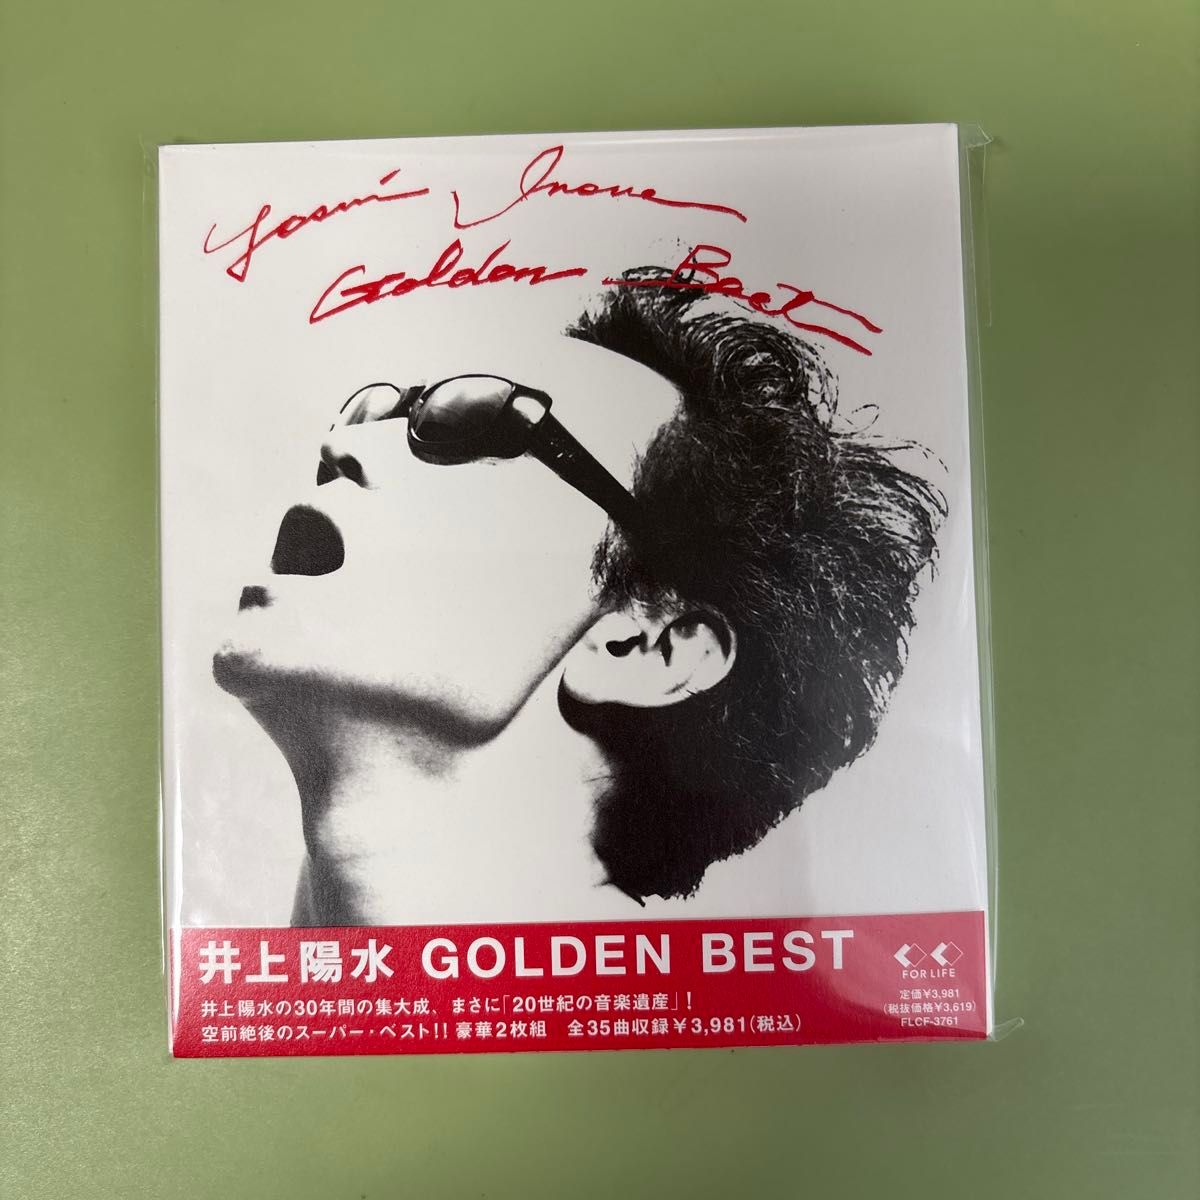 Yosui Inoue
Golden Best
井上陽水 GOLDEN BEST
井上陽水の30年間の集大成、まさに「20世紀の音楽遺産」!
空前絶後のスーパー・ベスト!! 豪華2枚組 全35曲収録¥3,981(税込)
FOR LIFE
定価¥3,981
(税抜価格¥3,619)
FLCF-3761